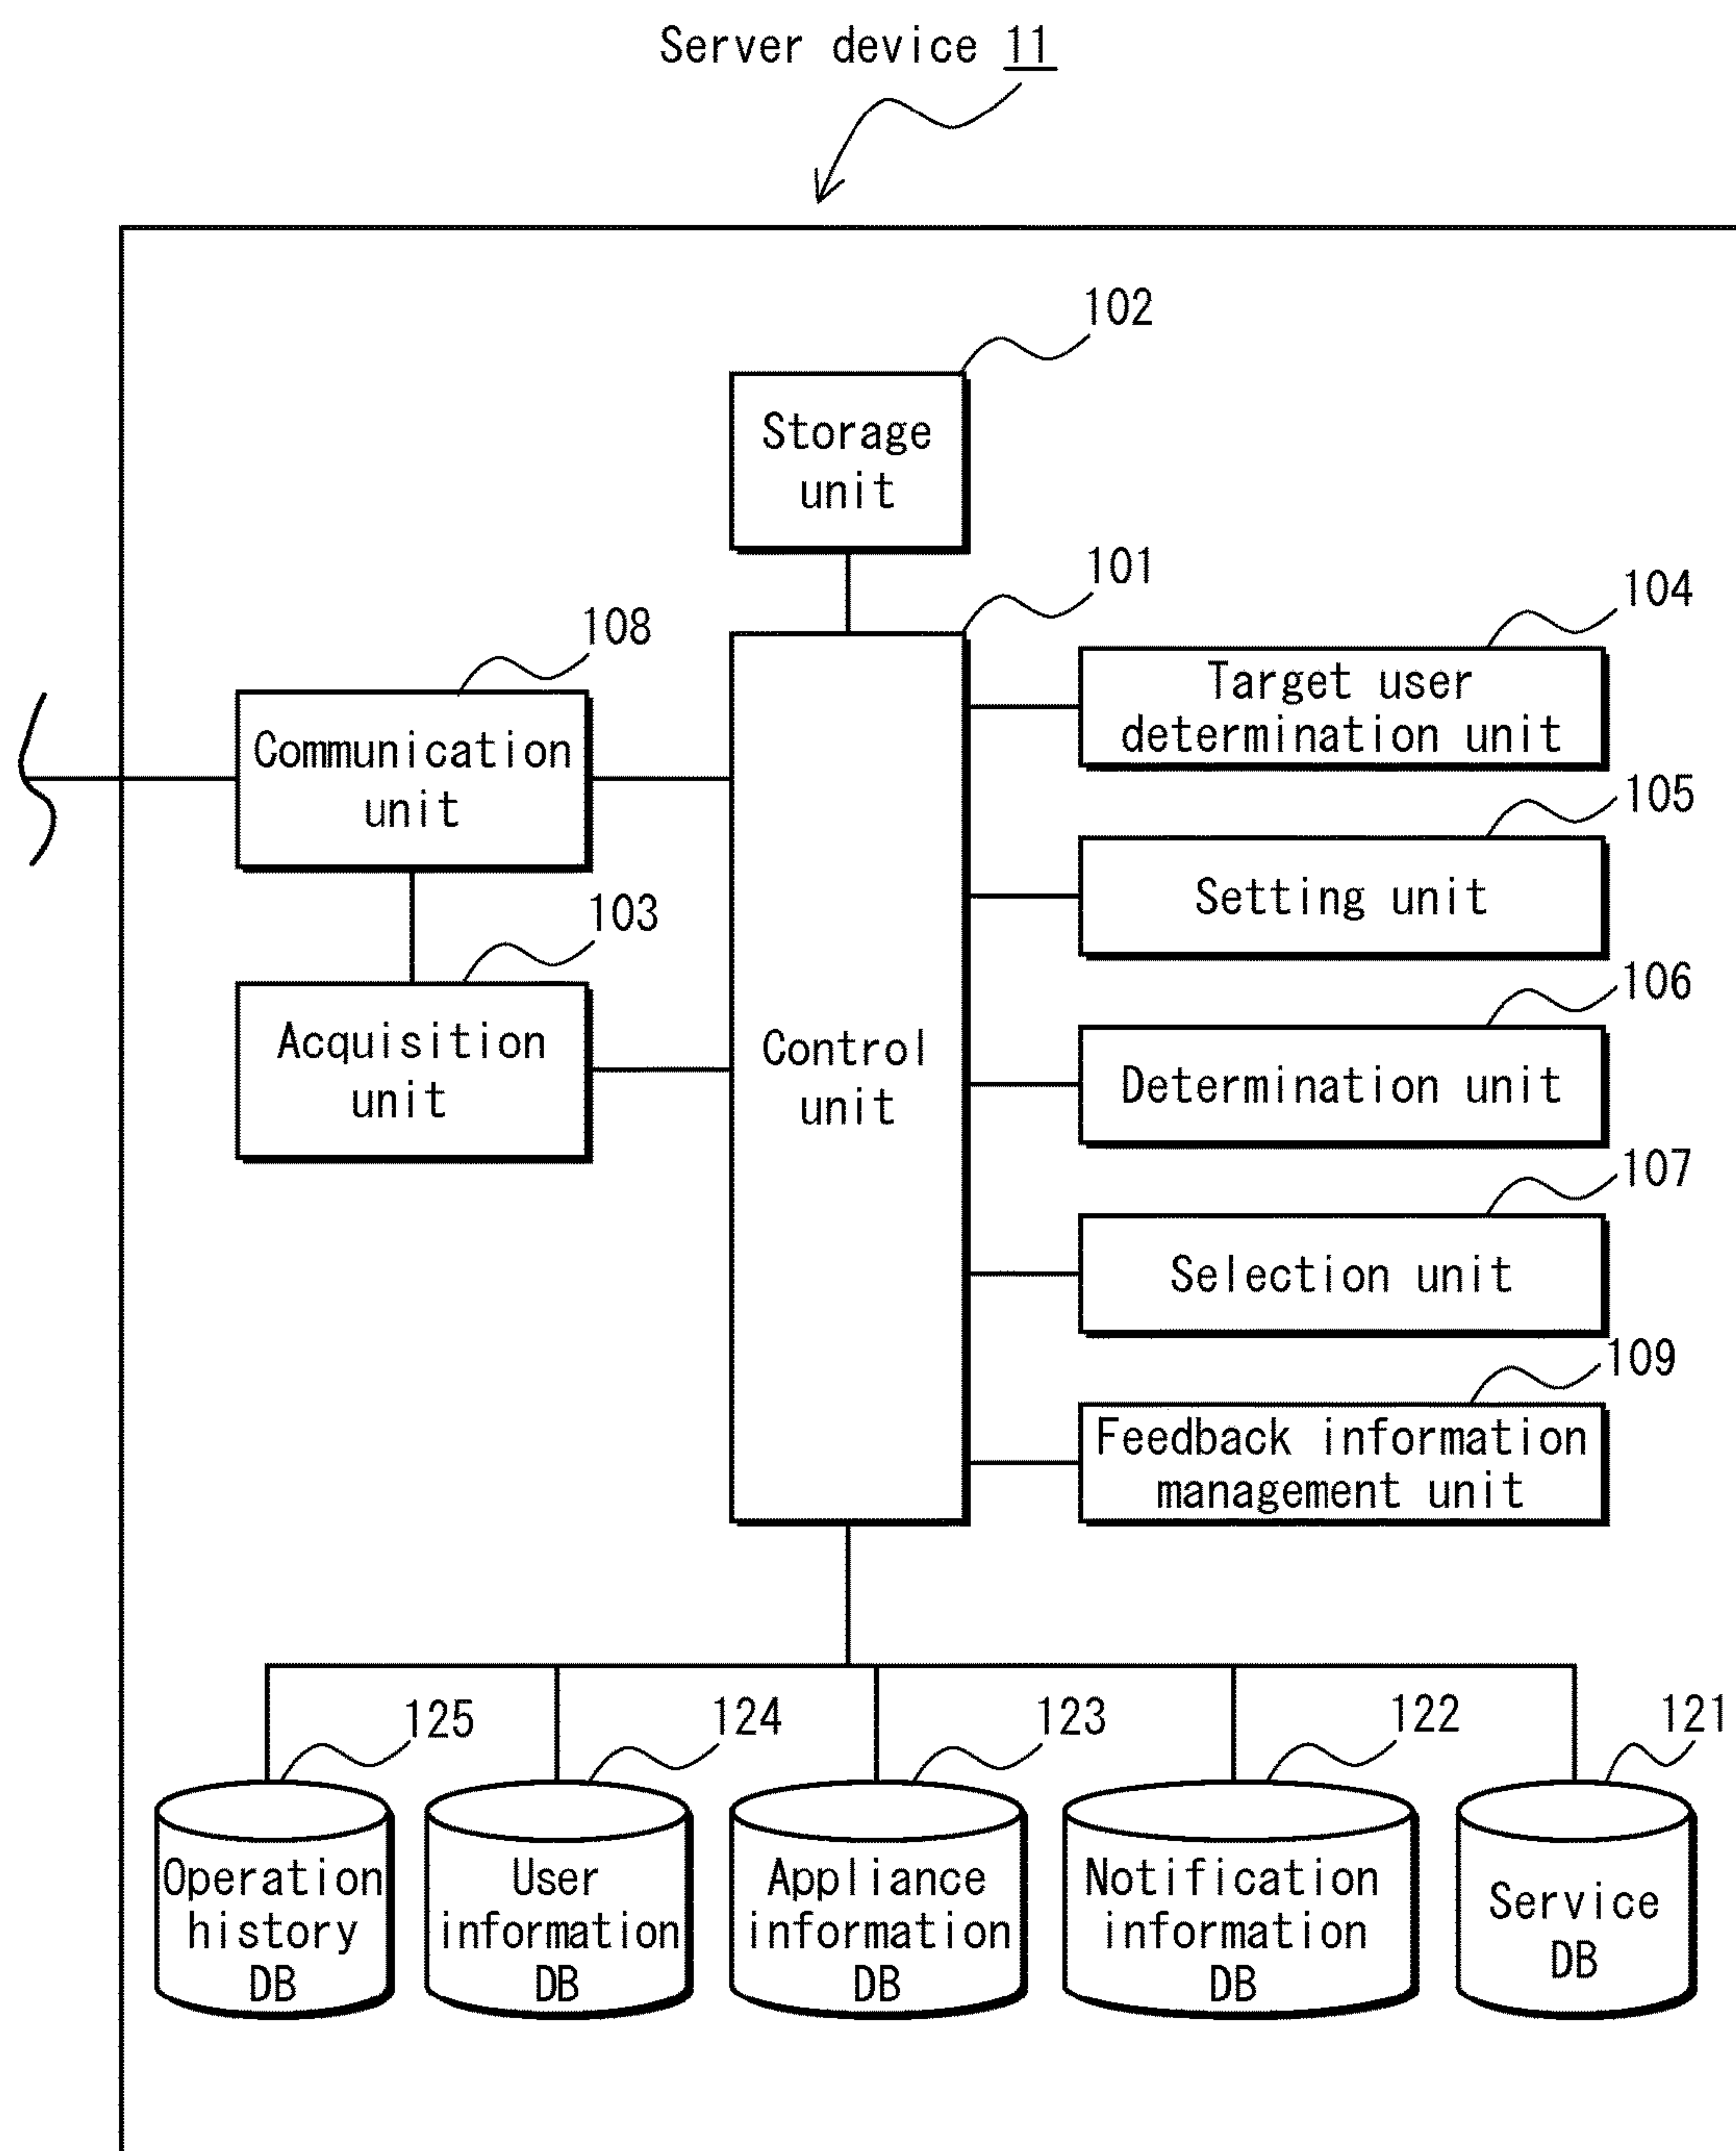 Server device 11
102
Storage
unit
101
108
Communication
unit
103
Acquisition
unit
Control
unit
104
Target user
determination unit
105
Setting unit
106
Determination unit
107
Selection unit
109
Feedback information
management unit
125
Operation
history
DB
124
User
information
DB
123
Appliance
information
DB
122
Notification
information
DB
121
Service
DB